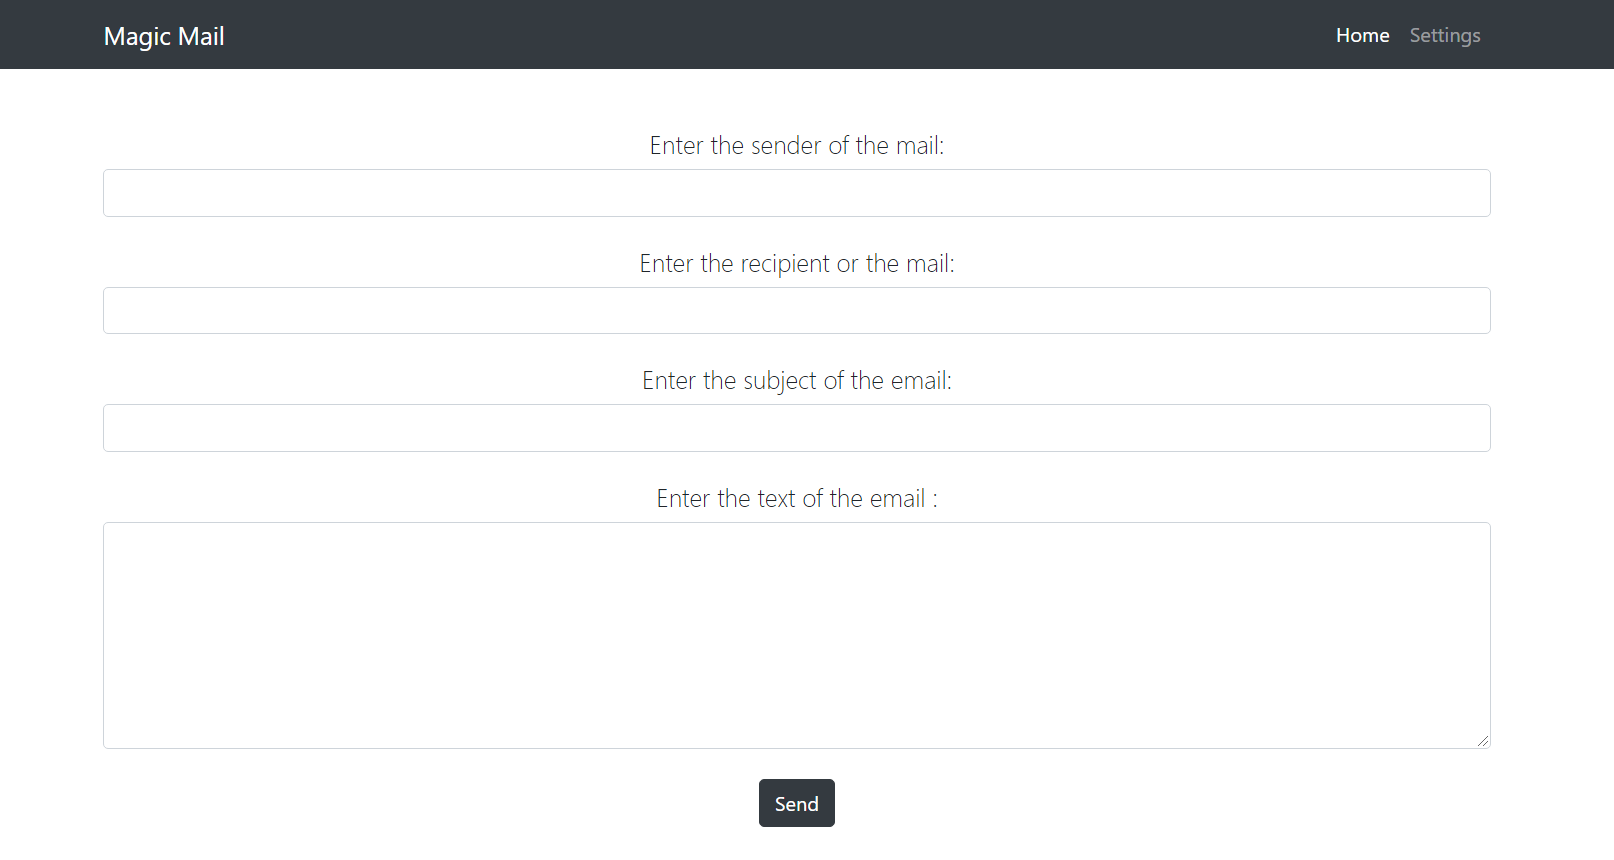 Magic Mail Home Settings
Enter the sender of the mail:
Enter the recipient or the mail:
Enter the subject of the email:
Enter the text of the email :
Send